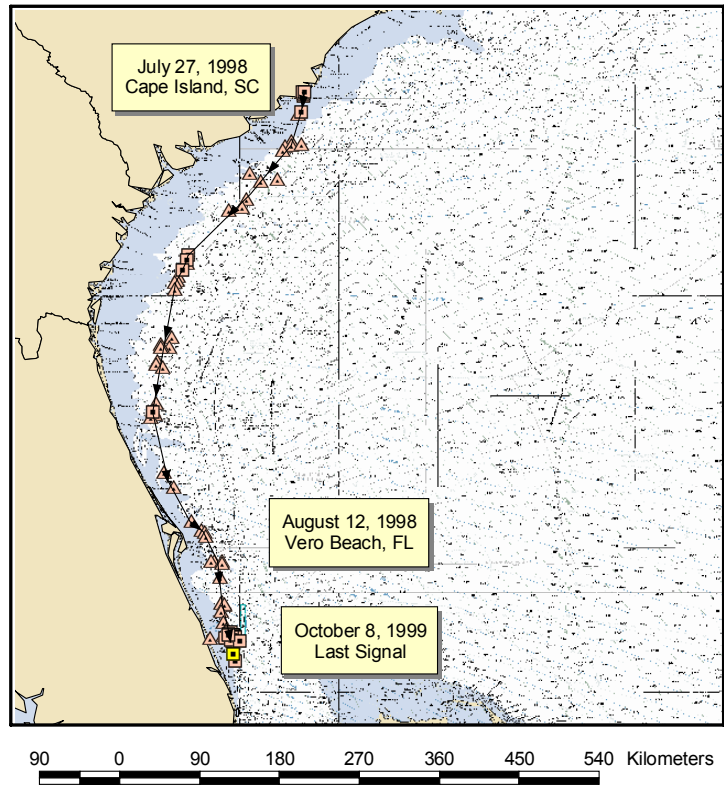 July 27, 1998
Cape Island, SC
August 12, 1998
Vero Beach, FL
October 8, 1999
Last Signal
90 0 90 180 270 360 450 540 Kilometers